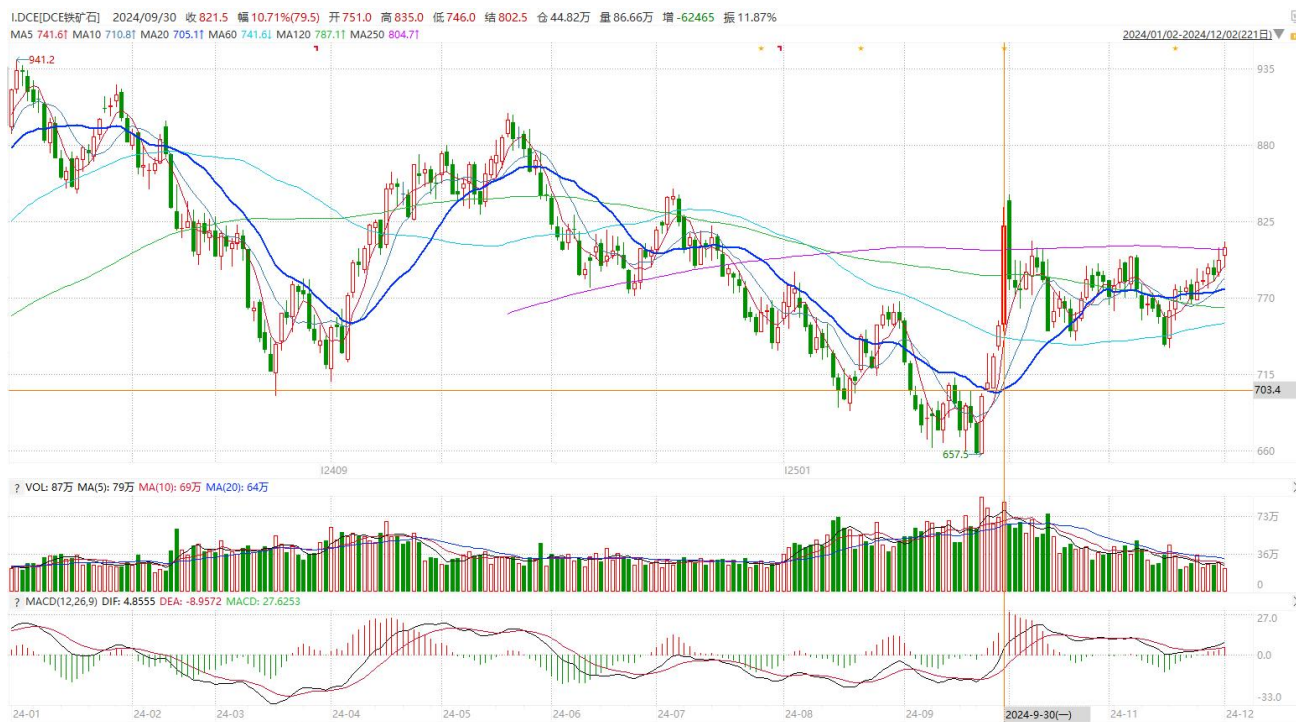 I.DCE[DCE铁矿石] 2024/09/30 收 821.5 幅 10.71%(79.5) 开 751.0 高 835.0 低 746.0 结 802.5 仓 44.82万 量 86.66万 增 -62465 振 11.87%
MA5 741.6↑ MA10 710.8↑ MA20 705.1↑ MA60 741.6↓ MA120 787.1↑ MA250 804.7↑ 2024/01/02-2024/12/02(221日)
941.2
935
880
825
770
715
703.4
657.5
660
I2409 I2501
? VOL: 87万 MA(5): 79万 MA(10): 69万 MA(20): 64万
73万
36万
0
? MACD(12,26,9) DIF: 4.8555 DEA: -8.9572 MACD: 27.6253
27.0
0.0
-33.0
24-01 24-02 24-03 24-04 24-05 24-06 24-07 24-08 24-09 2024-9-30(一) 24-11 24-12